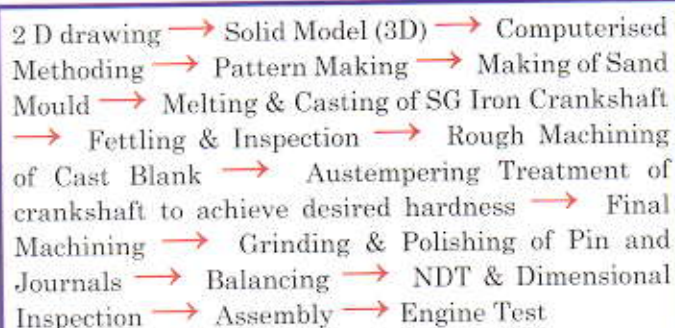 2 D drawing → Solid Model (3D) → Computerised
Methoding → Pattern Making → Making of Sand
Mould → Melting & Casting of SG Iron Crankshaft
→ Fettling & Inspection → Rough Machining
of Cast Blank → Austempering Treatment of
crankshaft to achieve desired hardness → Final
Machining → Grinding & Polishing of Pin and
Journals → Balancing → NDT & Dimensional
Inspection → Assembly → Engine Test